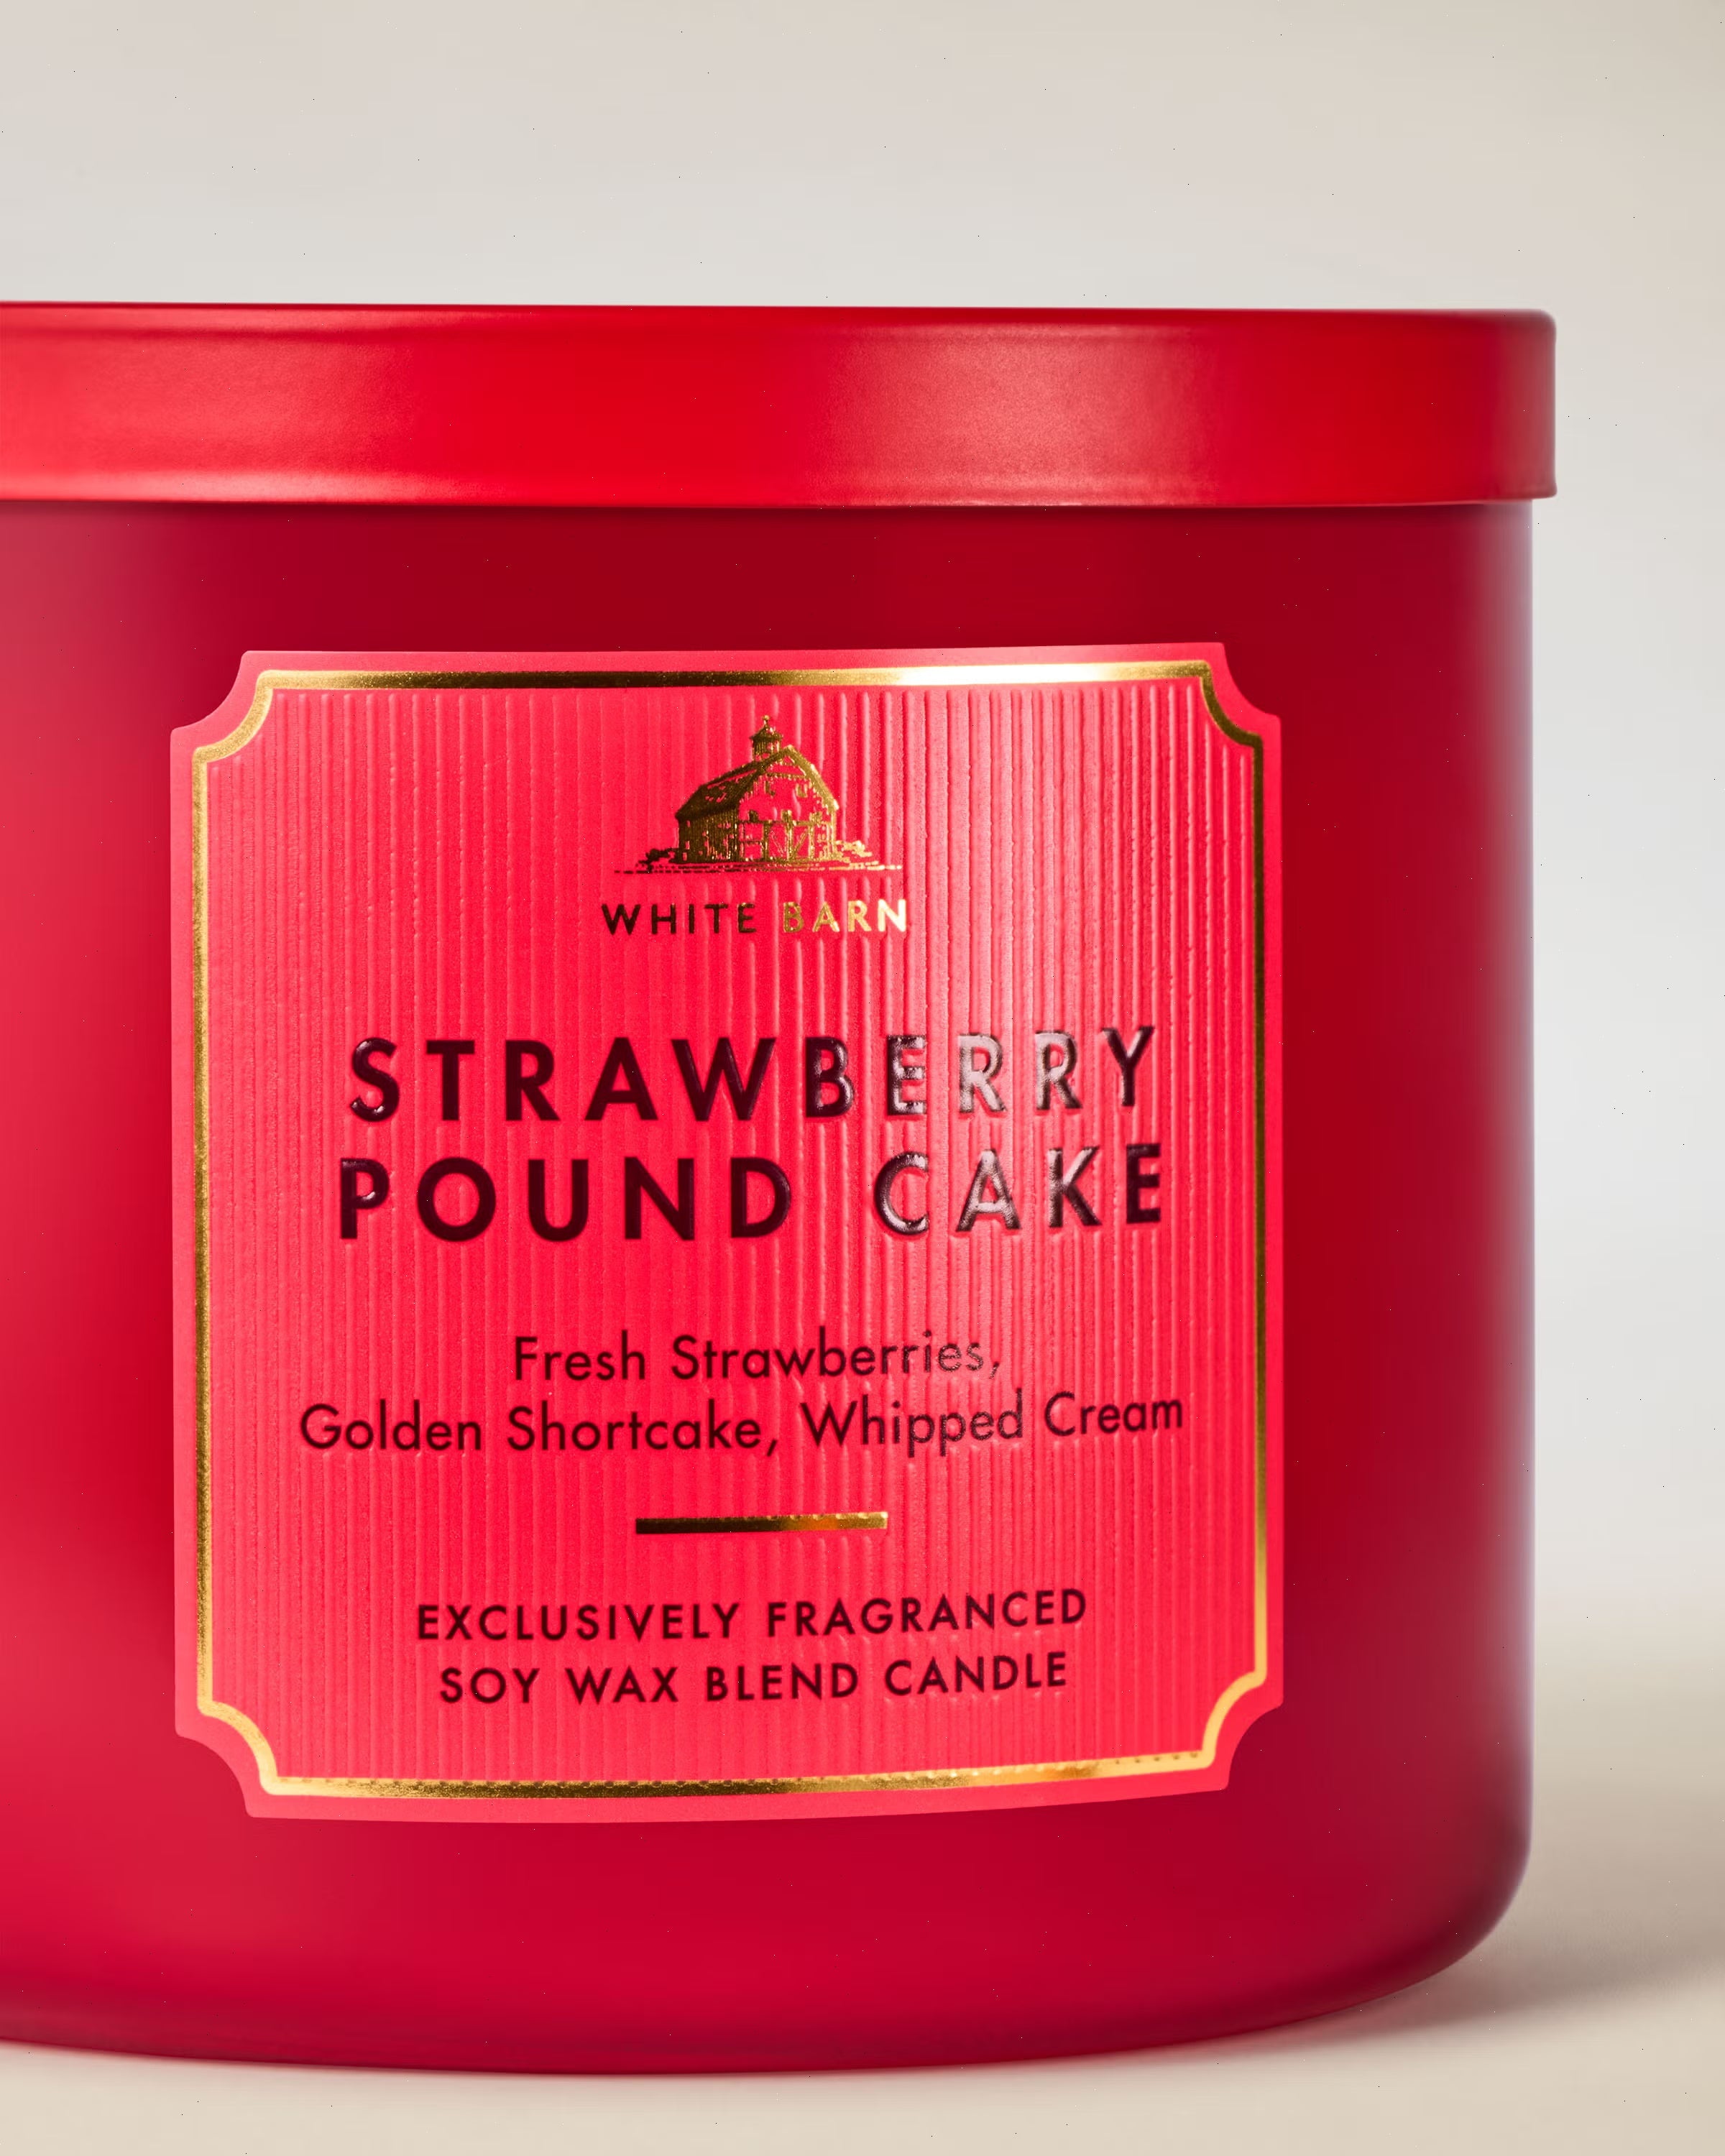 WHITE BARN
STRAWBERRY
POUND CAKE
Fresh Strawberries,
Golden Shortcake, Whipped Cream
EXCLUSIVELY FRAGRANCED
SOY WAX BLEND CANDLE